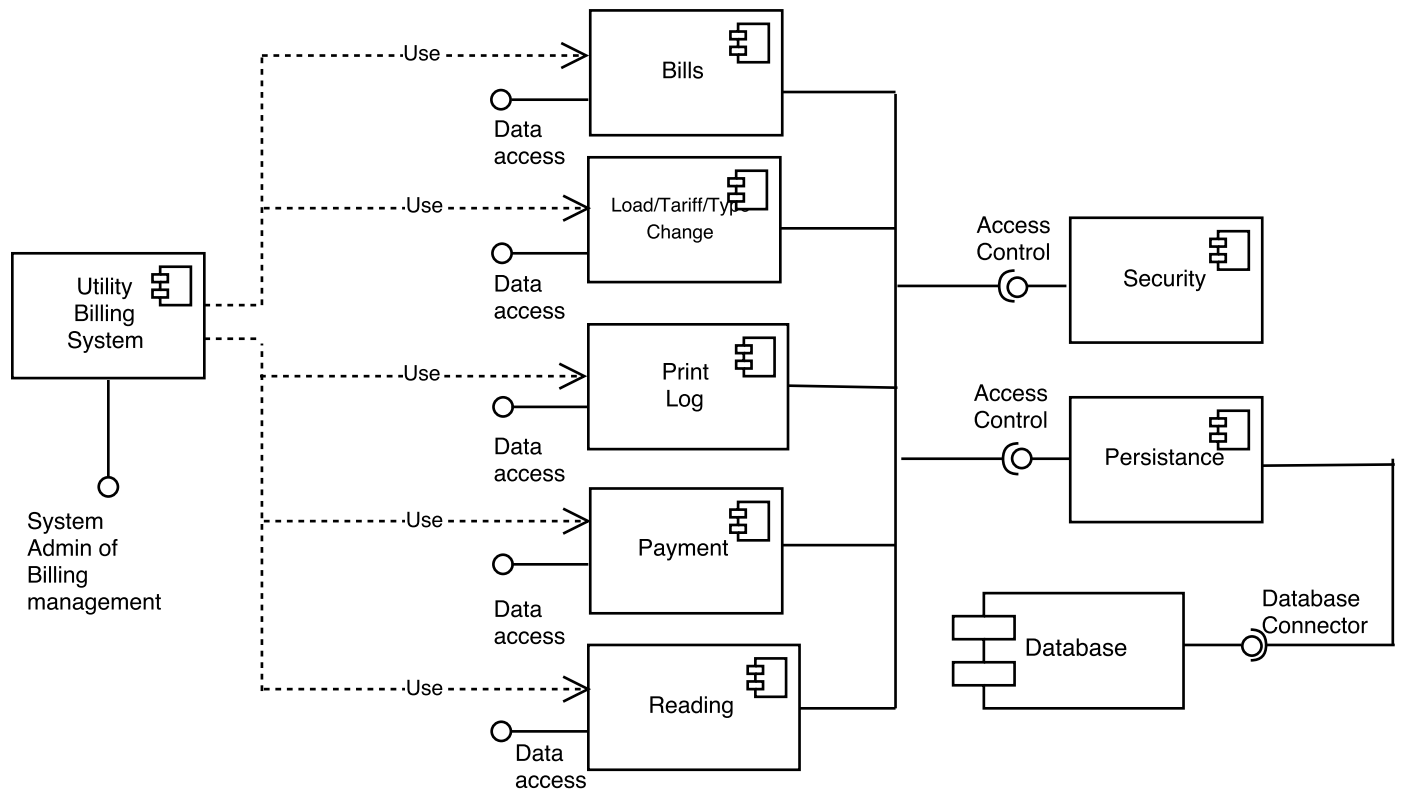 Use
Bills
Data
access
Use
Load/Tariff/Type
Change
Data
access
Access
Control
Security
Utility
Billing
System
Use
Print
Log
Data
access
Access
Control
Persistance
System
Admin of
Billing
management
Use
Payment
Data
access
Database
Connector
Database
Use
Reading
Data
access